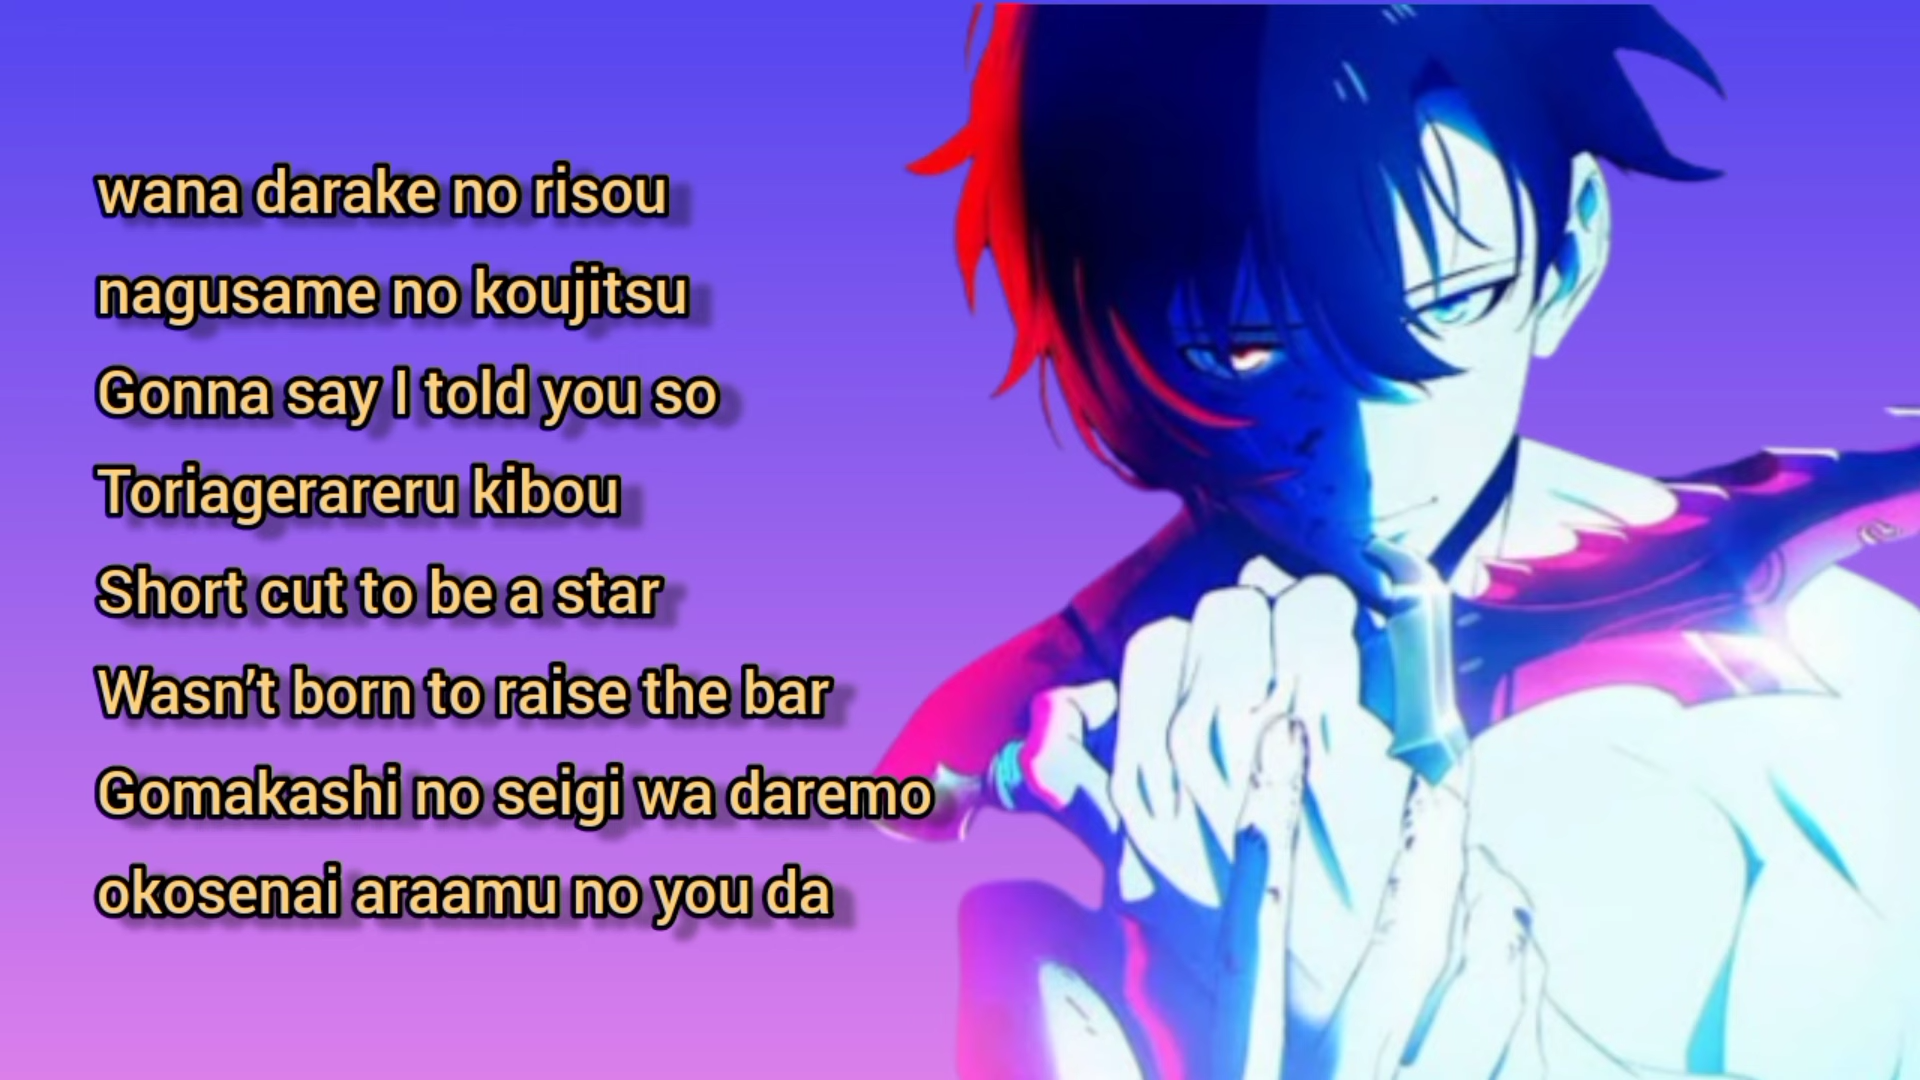 wana darake no risou
nagusame no koujitsu
Gonna say I told you so
Toriagerareru kibou
Short cut to be a star
Wasn’t born to raise the bar
Gomakashi no seigi wa daremo
okosenai araamu no you da